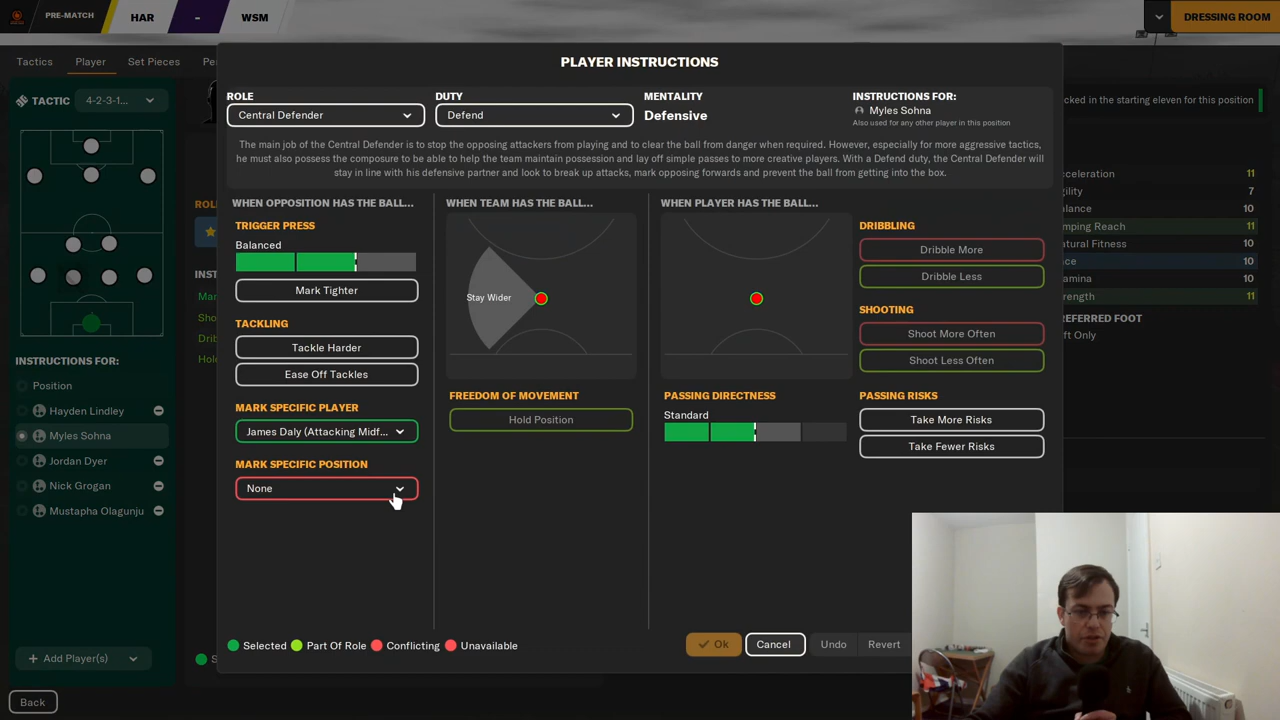 PRE-MATCH
HAR
-
WSM
DRESSING ROOM
Tactics
Player
Set Pieces
TACTIC
4-2-3-1...
PLAYER INSTRUCTIONS
ROLE
Central Defender
DUTY
Defend
MENTALITY
Defensive
INSTRUCTIONS FOR:
Myles Sohna
Also used for any other player in this position
The main job of the Central Defender is to stop the opposing attackers from playing and to clear the ball from danger when required. However, especially for more aggressive tactics,
he must also possess the composure to be able to help the team maintain possession and lay off simple passes to more creative players. With a Defend duty, the Central Defender will
stay in line with his defensive partner and look to break up attacks, mark opposing forwards and prevent the ball from getting into the box.
WHEN OPPOSITION HAS THE BALL...
TRIGGER PRESS
Balanced
Mark Tighter
TACKLING
Tackle Harder
Ease Off Tackles
MARK SPECIFIC PLAYER
James Daly (Attacking Midf...
MARK SPECIFIC POSITION
None
WHEN TEAM HAS THE BALL...
Stay Wider
FREEDOM OF MOVEMENT
Hold Position
WHEN PLAYER HAS THE BALL...
PASSING DIRECTNESS
Standard
DRIBBLING
Dribble More
Dribble Less
SHOOTING
Shoot More Often
Shoot Less Often
PASSING RISKS
Take More Risks
Take Fewer Risks
cked in the starting eleven for this position
cceleration 11
gility 7
alance 10
mping Reach 11
atural Fitness 10
ace 10
amina 10
trength 11
REFERRED FOOT
ft Only
INSTRUCTIONS FOR:
Position
Hayden Lindley
Myles Sohna
Jordan Dyer
Nick Grogan
Mustapha Olagunju
Add Player(s)
Selected
Part Of Role
Conflicting
Unavailable
Ok
Cancel
Undo
Revert
Back